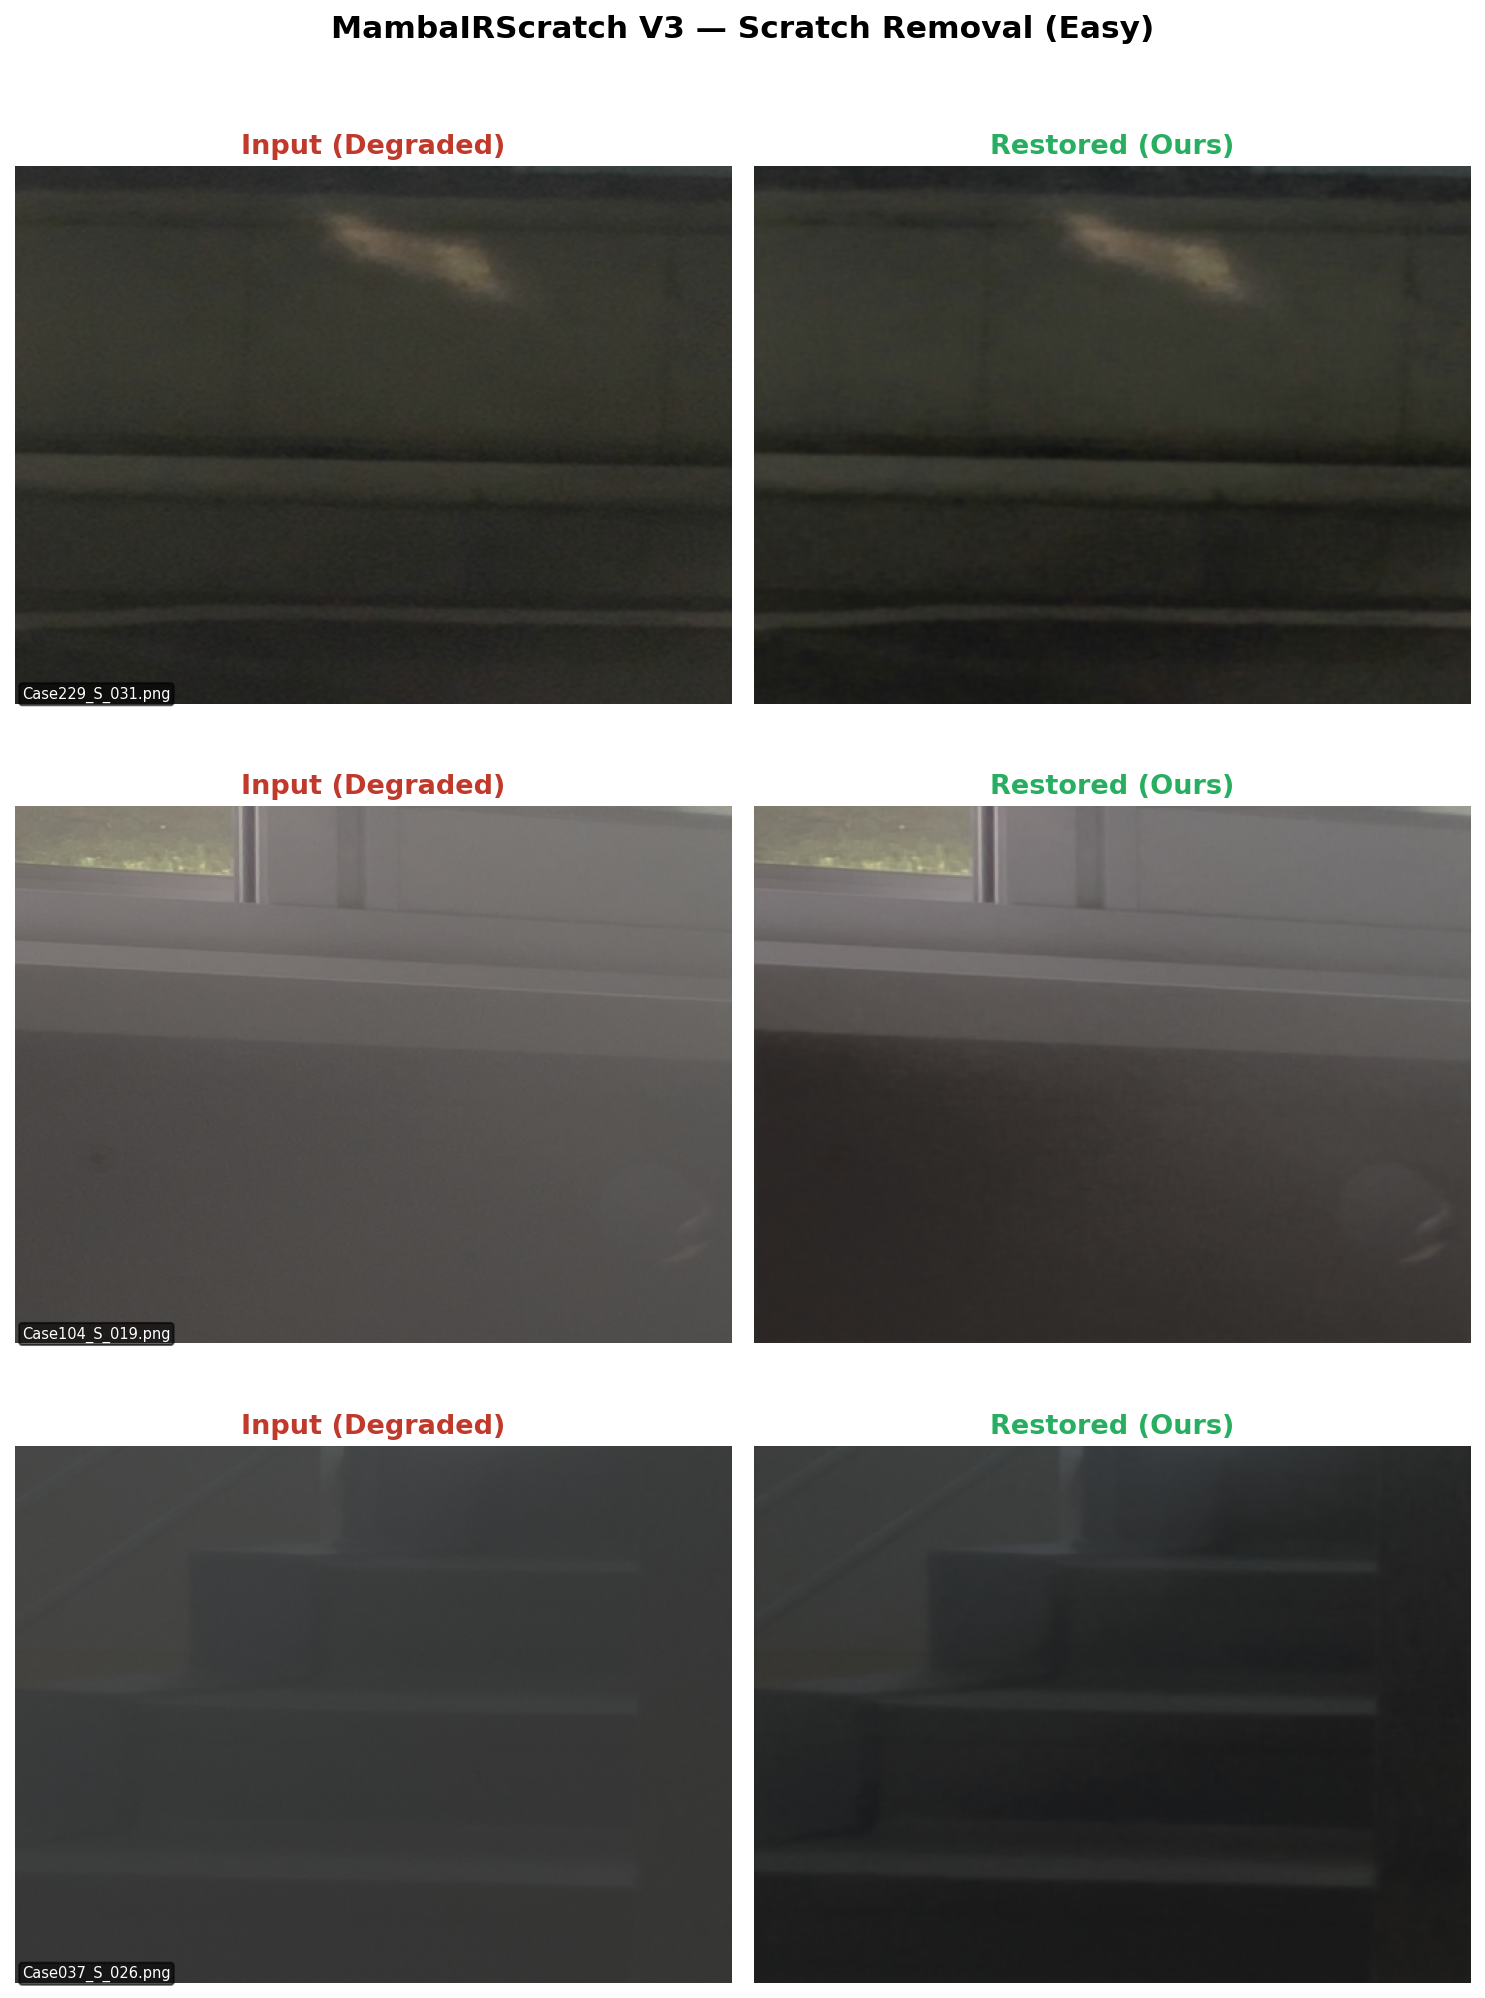 MambaIRScratch V3 — Scratch Removal (Easy)
Input (Degraded)
Restored (Ours)
Case229_S_031.png
Input (Degraded)
Restored (Ours)
Case104_S_019.png
Input (Degraded)
Restored (Ours)
Case037_S_026.png